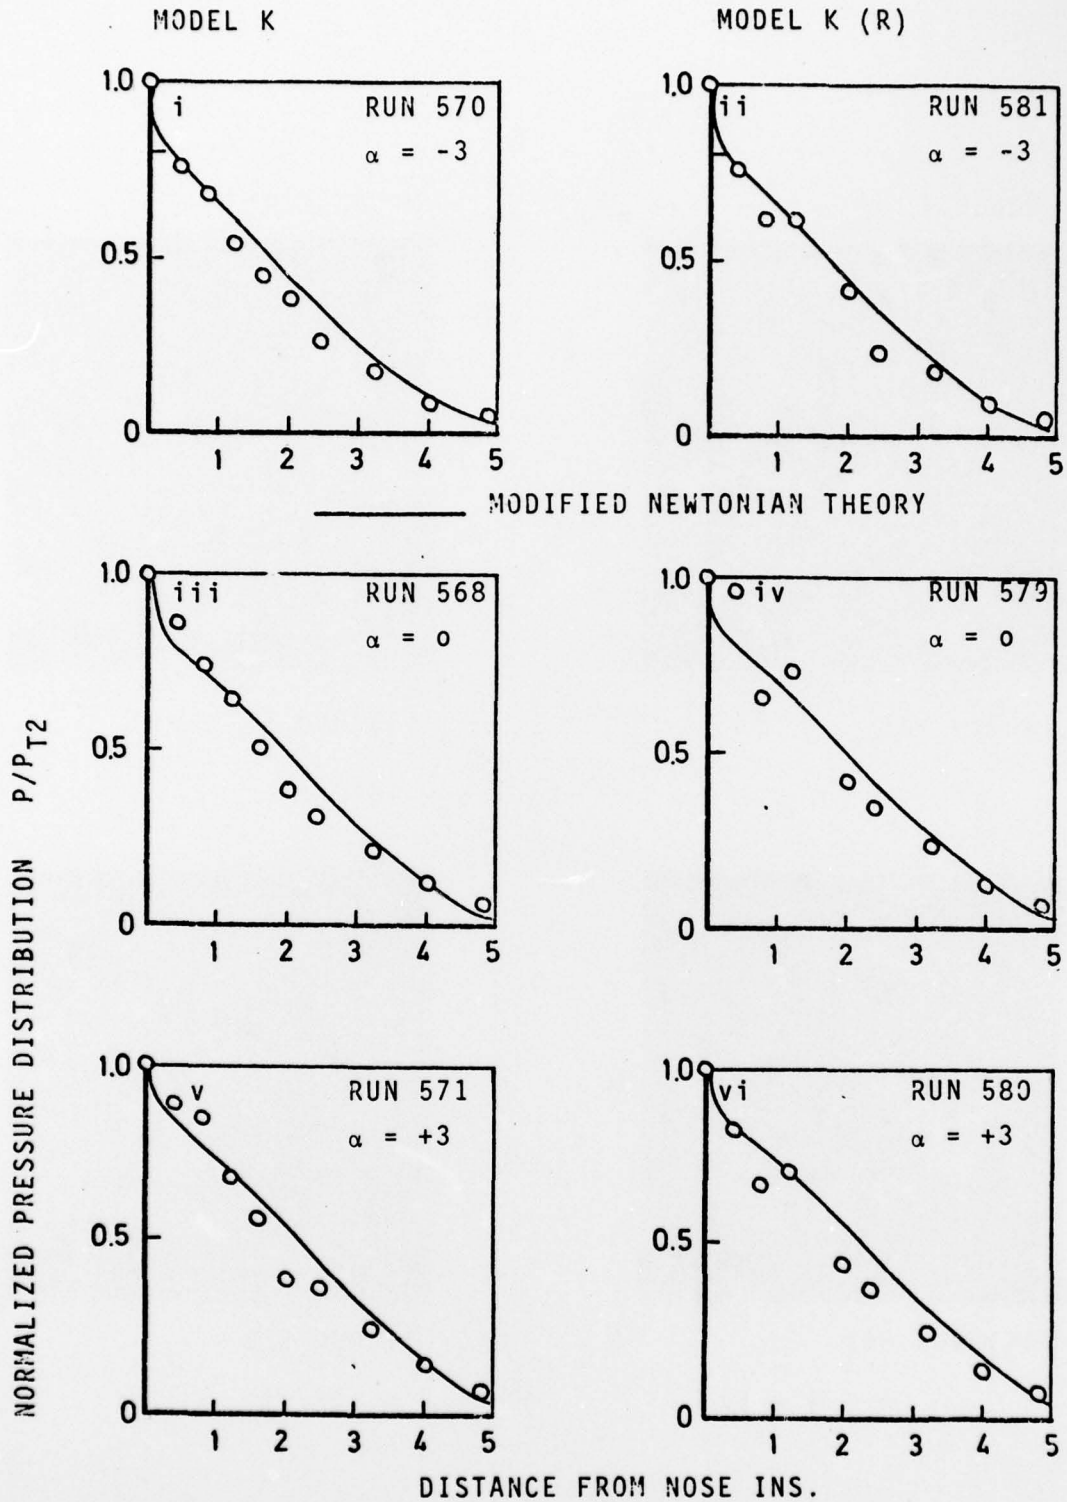 MODEL K
MODEL K (R)
1.0
i
RUN 570
α = -3
0.5
0
1 2 3 4 5
1.0
ii
RUN 581
α = -3
0.5
0
1 2 3 4 5
MODIFIED NEWTONIAN THEORY
1.0
iii
RUN 568
α = o
0.5
0
1 2 3 4 5
1.0
iv
RUN 579
α = o
0.5
0
1 2 3 4 5
1.0
v
RUN 571
α = +3
0.5
0
1 2 3 4 5
1.0
vi
RUN 580
α = +3
0.5
0
1 2 3 4 5
NORMALIZED PRESSURE DISTRIBUTION P/PT2
DISTANCE FROM NOSE INS.